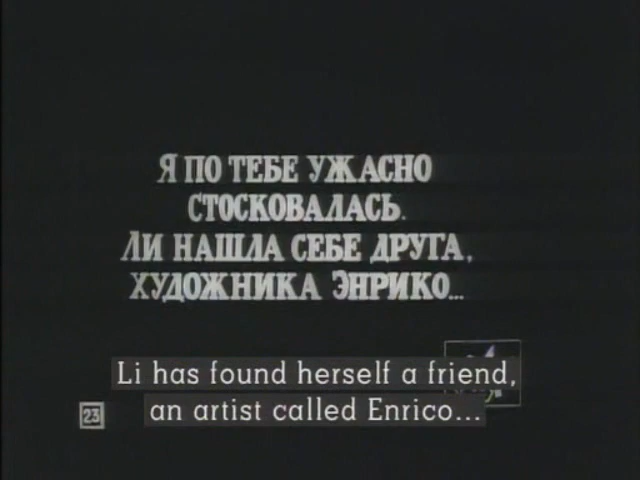 Я ПО ТЕБЕ УЖАСНО
СТОСКОВАЛАСЬ.
ЛИ НАШЛА СЕБЕ ДРУГА,
ХУДОЖНИКА ЭНРИКО...
Li has found herself a friend,
an artist called Enrico...
23